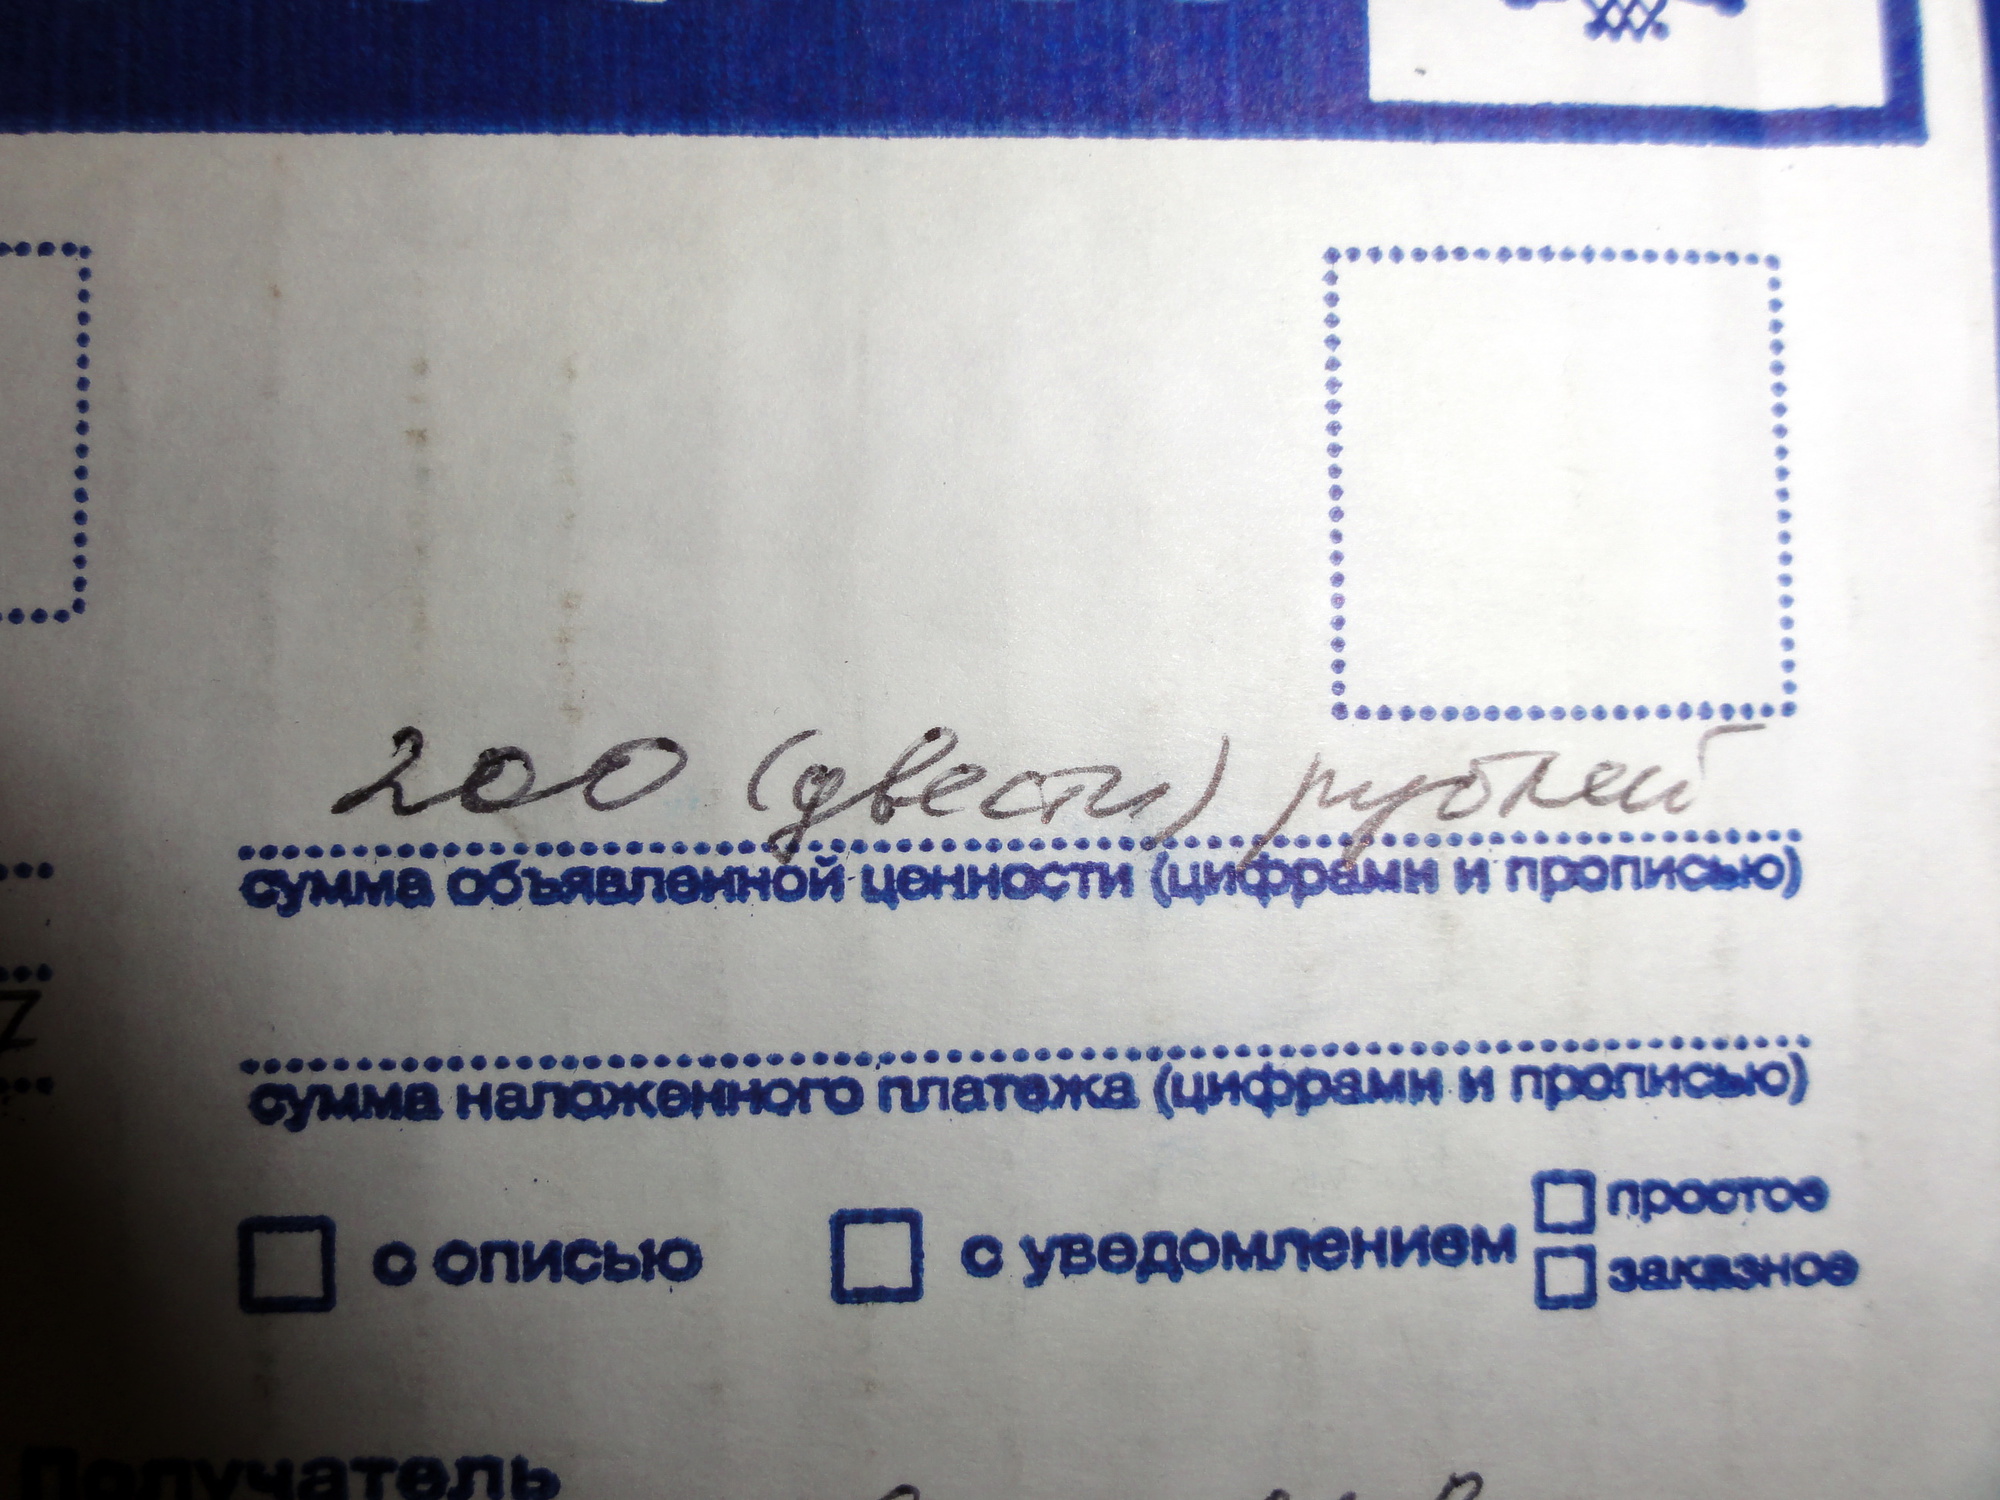 200 (двести) рублей
сумма объявленной ценности (цифрами и прописью)
сумма наложенного платежа (цифрами и прописью)
с описью
с уведомлением
простое
заказное
Получатель